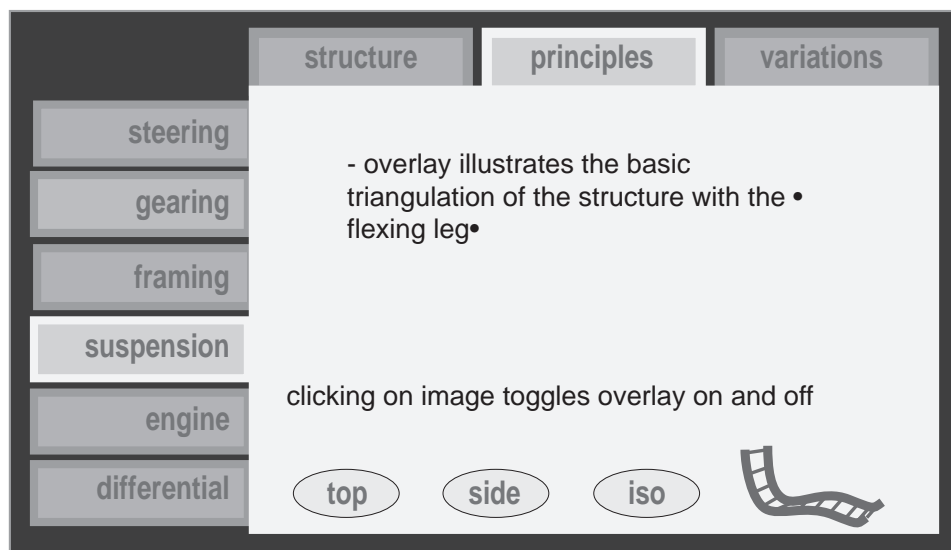 structure
principles
variations
steering
gearing
framing
suspension
engine
differential
- overlay illustrates the basic
triangulation of the structure with the •
flexing leg•
clicking on image toggles overlay on and off
top
side
iso